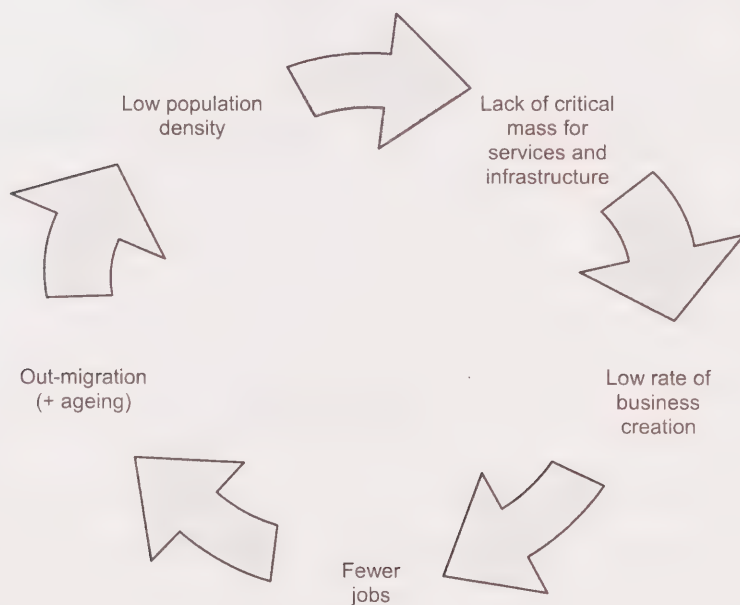 Low population
density
Lack of critical
mass for
services and
infrastructure
Low rate of
business
creation
Fewer
jobs
Out-migration
(+ ageing)